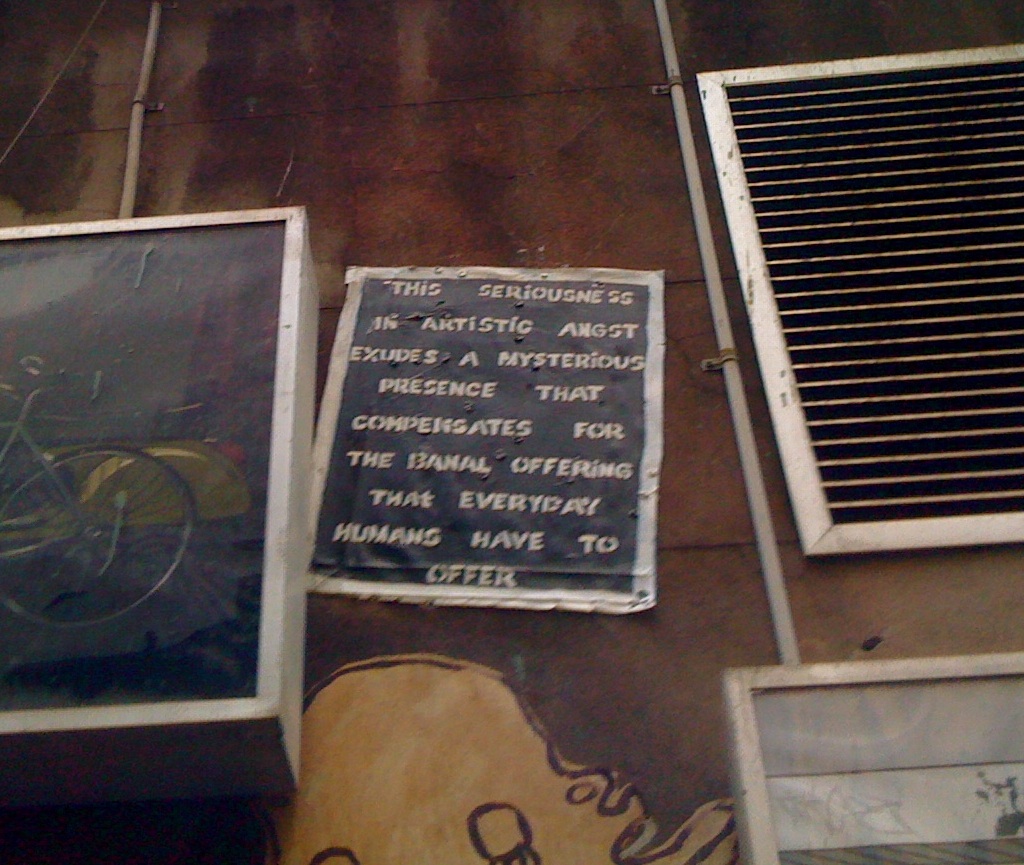 THIS SERIOUSNESS
IN ARTISTIC ANGST
EXUDES A MYSTERIOUS
PRESENCE THAT
COMPENSATES FOR
THE BANAL OFFERING
THAt EVERYDAY
HUMANS HAVE TO
OFFER